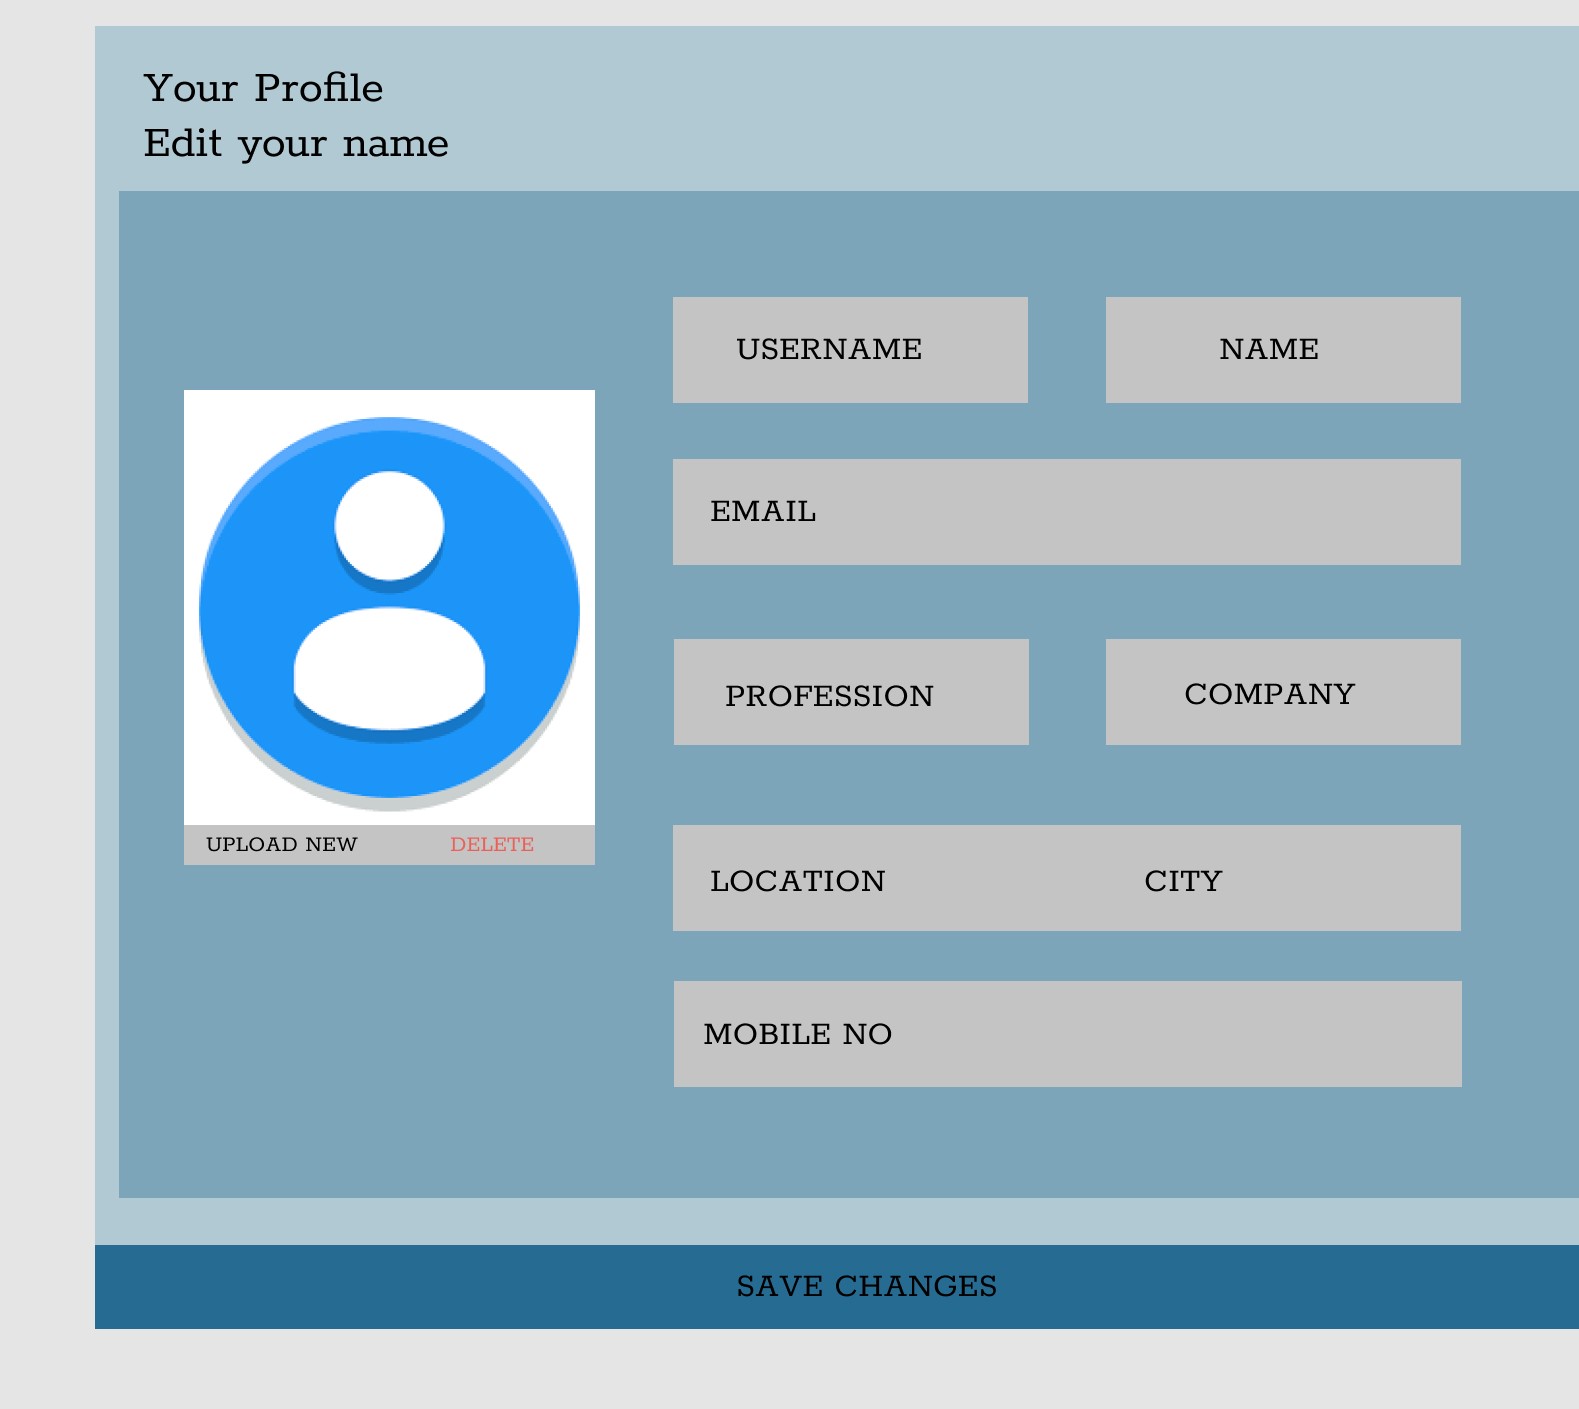 Your Profile
Edit your name
USERNAME
NAME
EMAIL
PROFESSION
COMPANY
UPLOAD NEW
DELETE
LOCATION
CITY
MOBILE NO
SAVE CHANGES